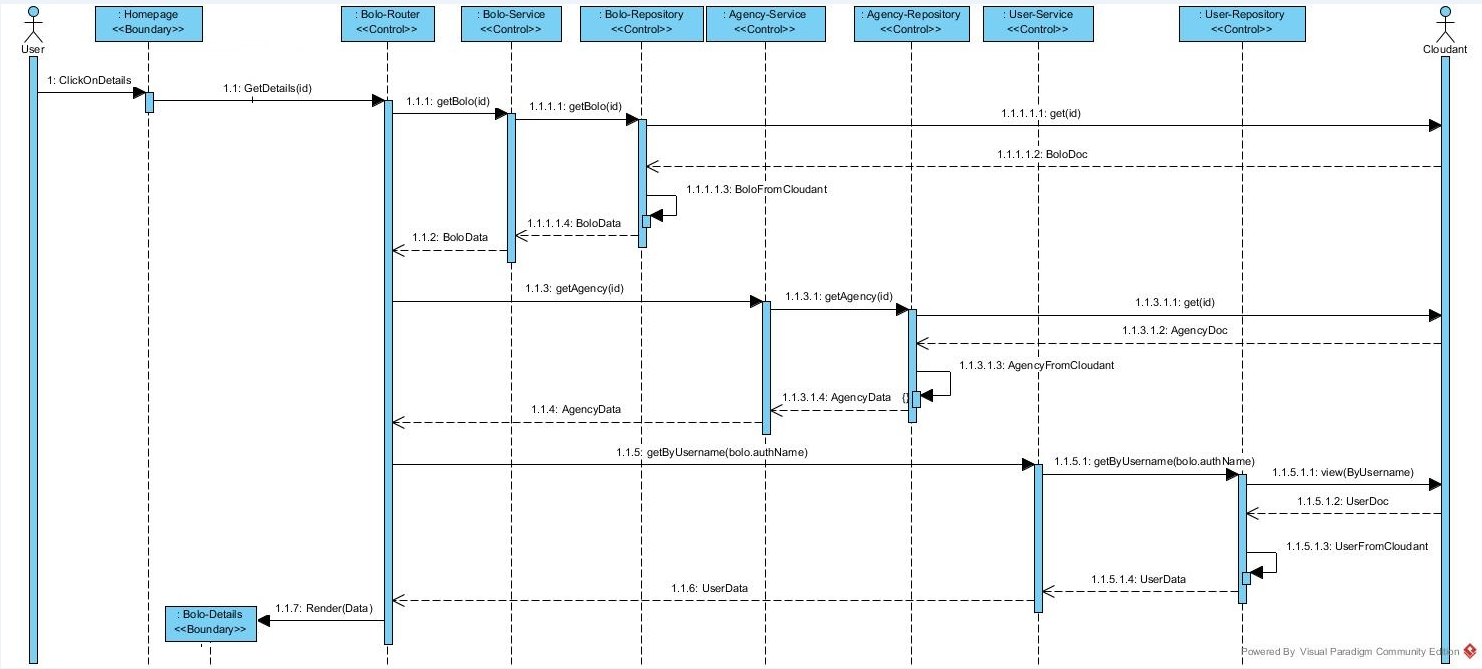 : Homepage
<<Boundary>>
: Bolo-Router
<<Control>>
: Bolo-Service
<<Control>>
: Bolo-Repository
<<Control>>
: Agency-Service
<<Control>>
: Agency-Repository
<<Control>>
: User-Service
<<Control>>
: User-Repository
<<Control>>
User
Cloudant
1: ClickOnDetails
1.1: GetDetails(id)
1.1.1: getBolo(id)
1.1.1.1: getBolo(id)
1.1.1.1.1: get(id)
1.1.1.1.2: BoloDoc
1.1.1.1.3: BoloFromCloudant
1.1.1.1.4: BoloData
1.1.2: BoloData
1.1.3: getAgency(id)
1.1.3.1: getAgency(id)
1.1.3.1.1: get(id)
1.1.3.1.2: AgencyDoc
1.1.3.1.3: AgencyFromCloudant
1.1.3.1.4: AgencyData {}
1.1.4: AgencyData
1.1.5: getByUsername(bolo.authName)
1.1.5.1: getByUsername(bolo.authName)
1.1.5.1.1: view(ByUsername)
1.1.5.1.2: UserDoc
1.1.5.1.3: UserFromCloudant
1.1.5.1.4: UserData
1.1.6: UserData
1.1.7: Render(Data)
: Bolo-Details
<<Boundary>>
Powered By Visual Paradigm Community Edition